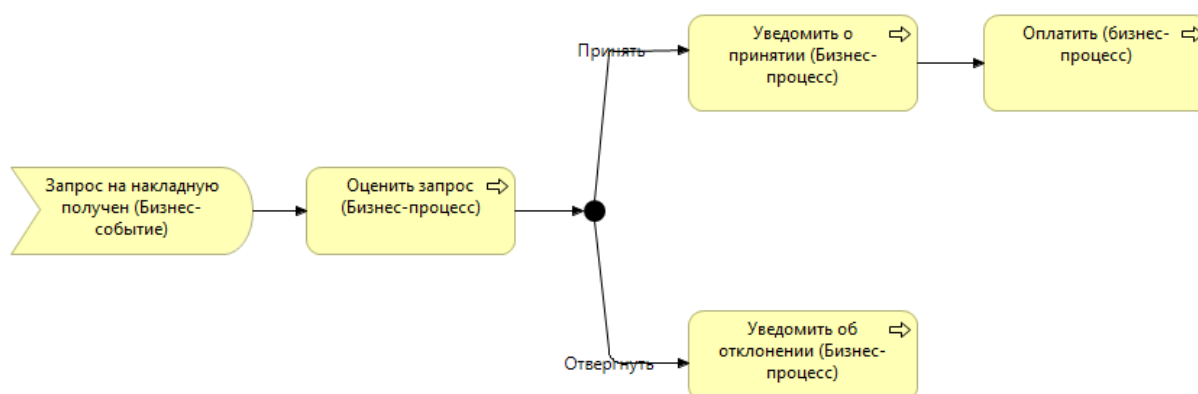 Принять
Уведомить о
принятии (Бизнес-
процесс)
Оплатить (бизнес-
процесс)
Запрос на накладную
получен (Бизнес-
событие)
Оценить запрос
(Бизнес-процесс)
Отвергнуть
Уведомить об
отклонении (Бизнес-
процесс)